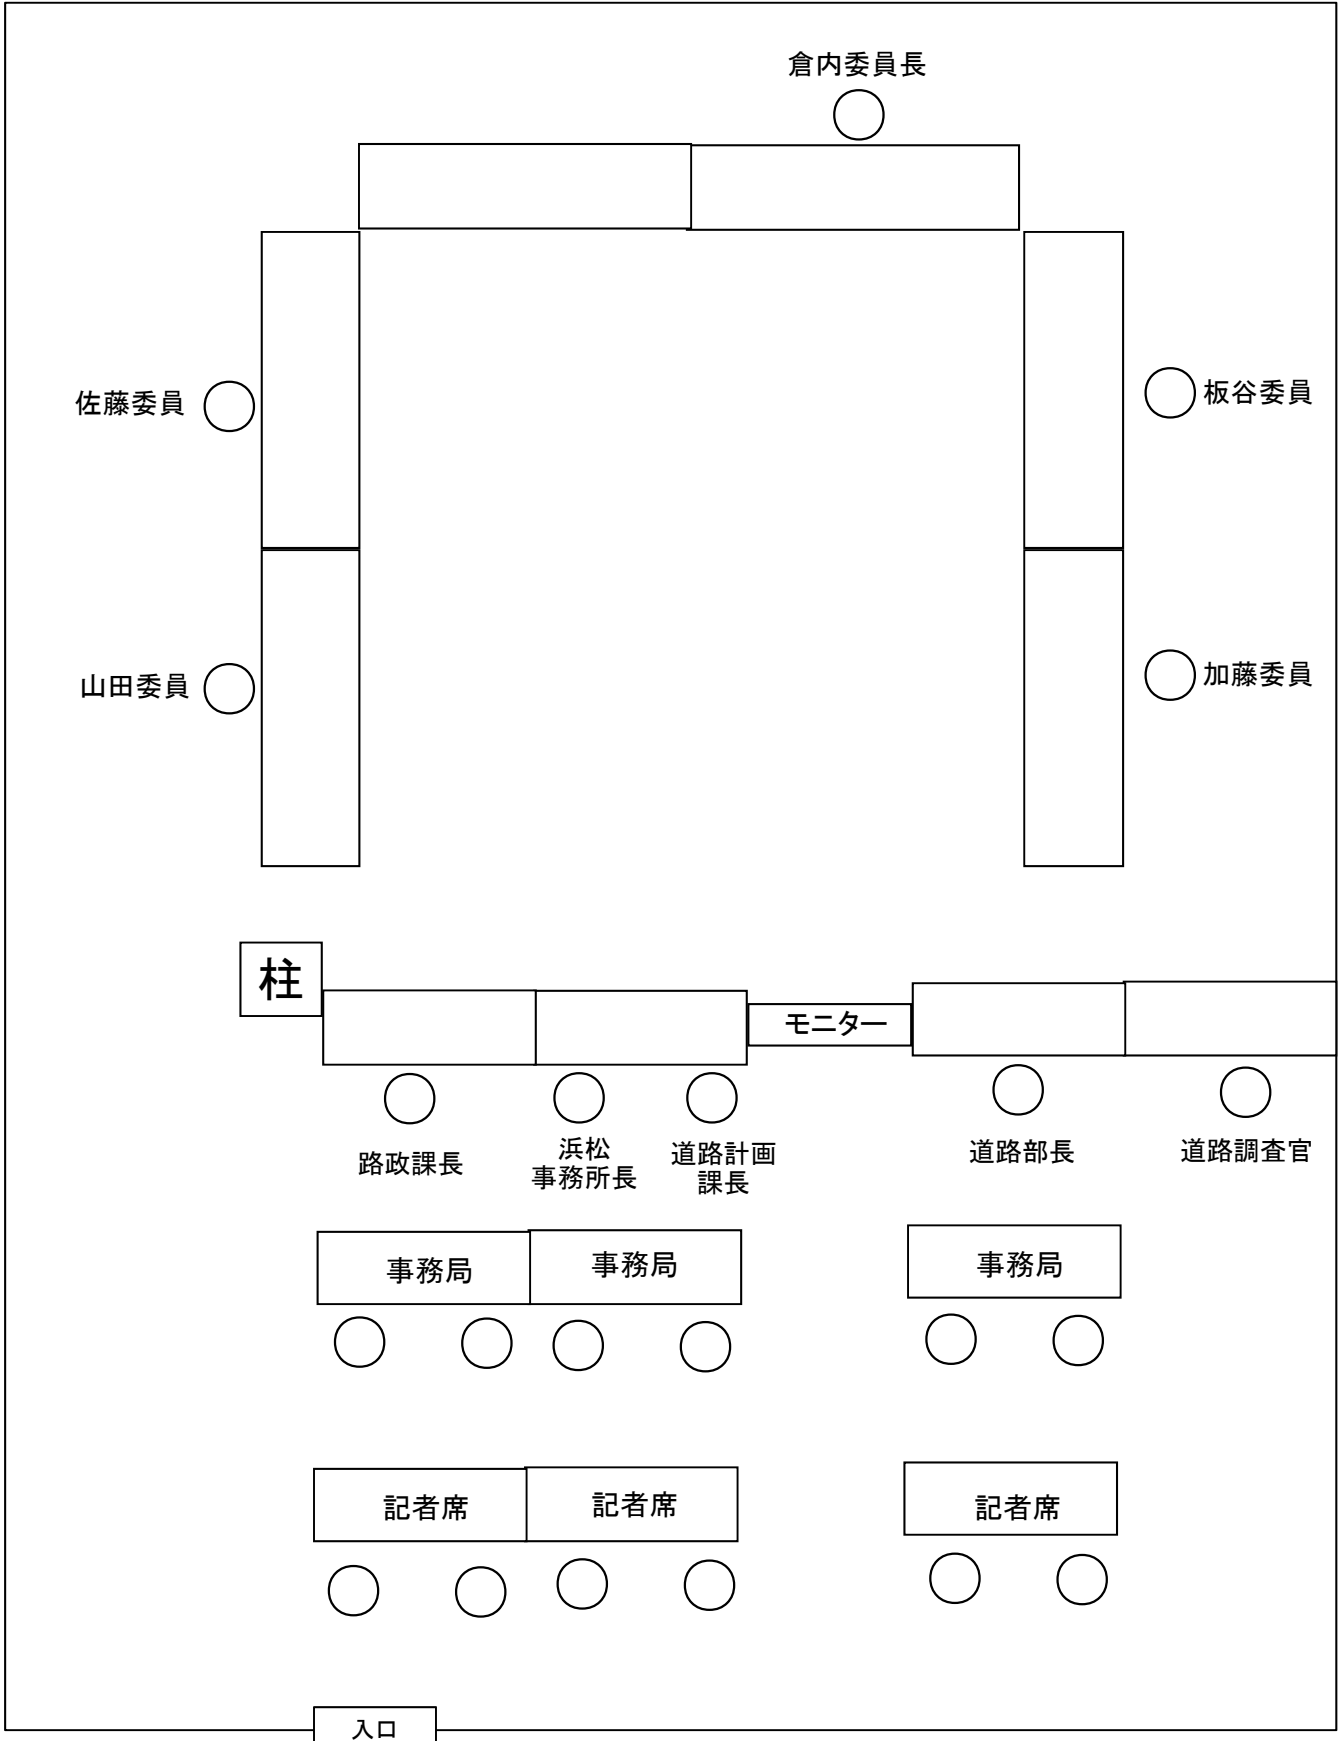 倉内委員長
佐藤委員
板谷委員
山田委員
加藤委員
柱
モニター
路政課長
浜松
事務所長
道路計画
課長
道路部長
道路調査官
事務局
事務局
事務局
記者席
記者席
記者席
入口